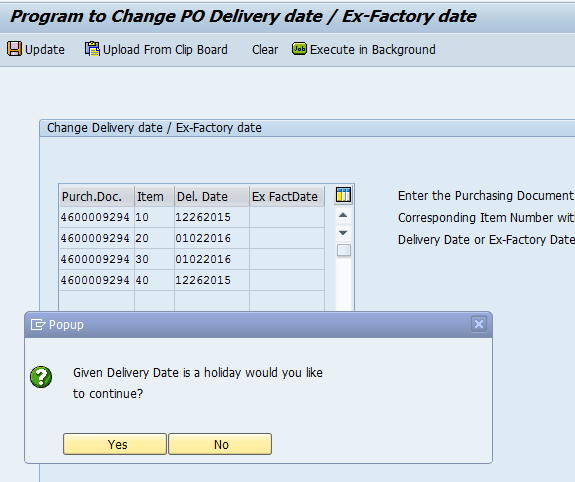 Program to Change PO Delivery date / Ex-Factory date
Update Upload From Clip Board Clear Job Execute in Background
Change Delivery date / Ex-Factory date
Purch.Doc. Item Del. Date Ex FactDate
4600009294 10 12262015
4600009294 20 01022016
4600009294 30 01022016
4600009294 40 12262015
Enter the Purchasing Document
Corresponding Item Number wit
Delivery Date or Ex-Factory Date
Popup
Given Delivery Date is a holiday would you like
to continue?
Yes No